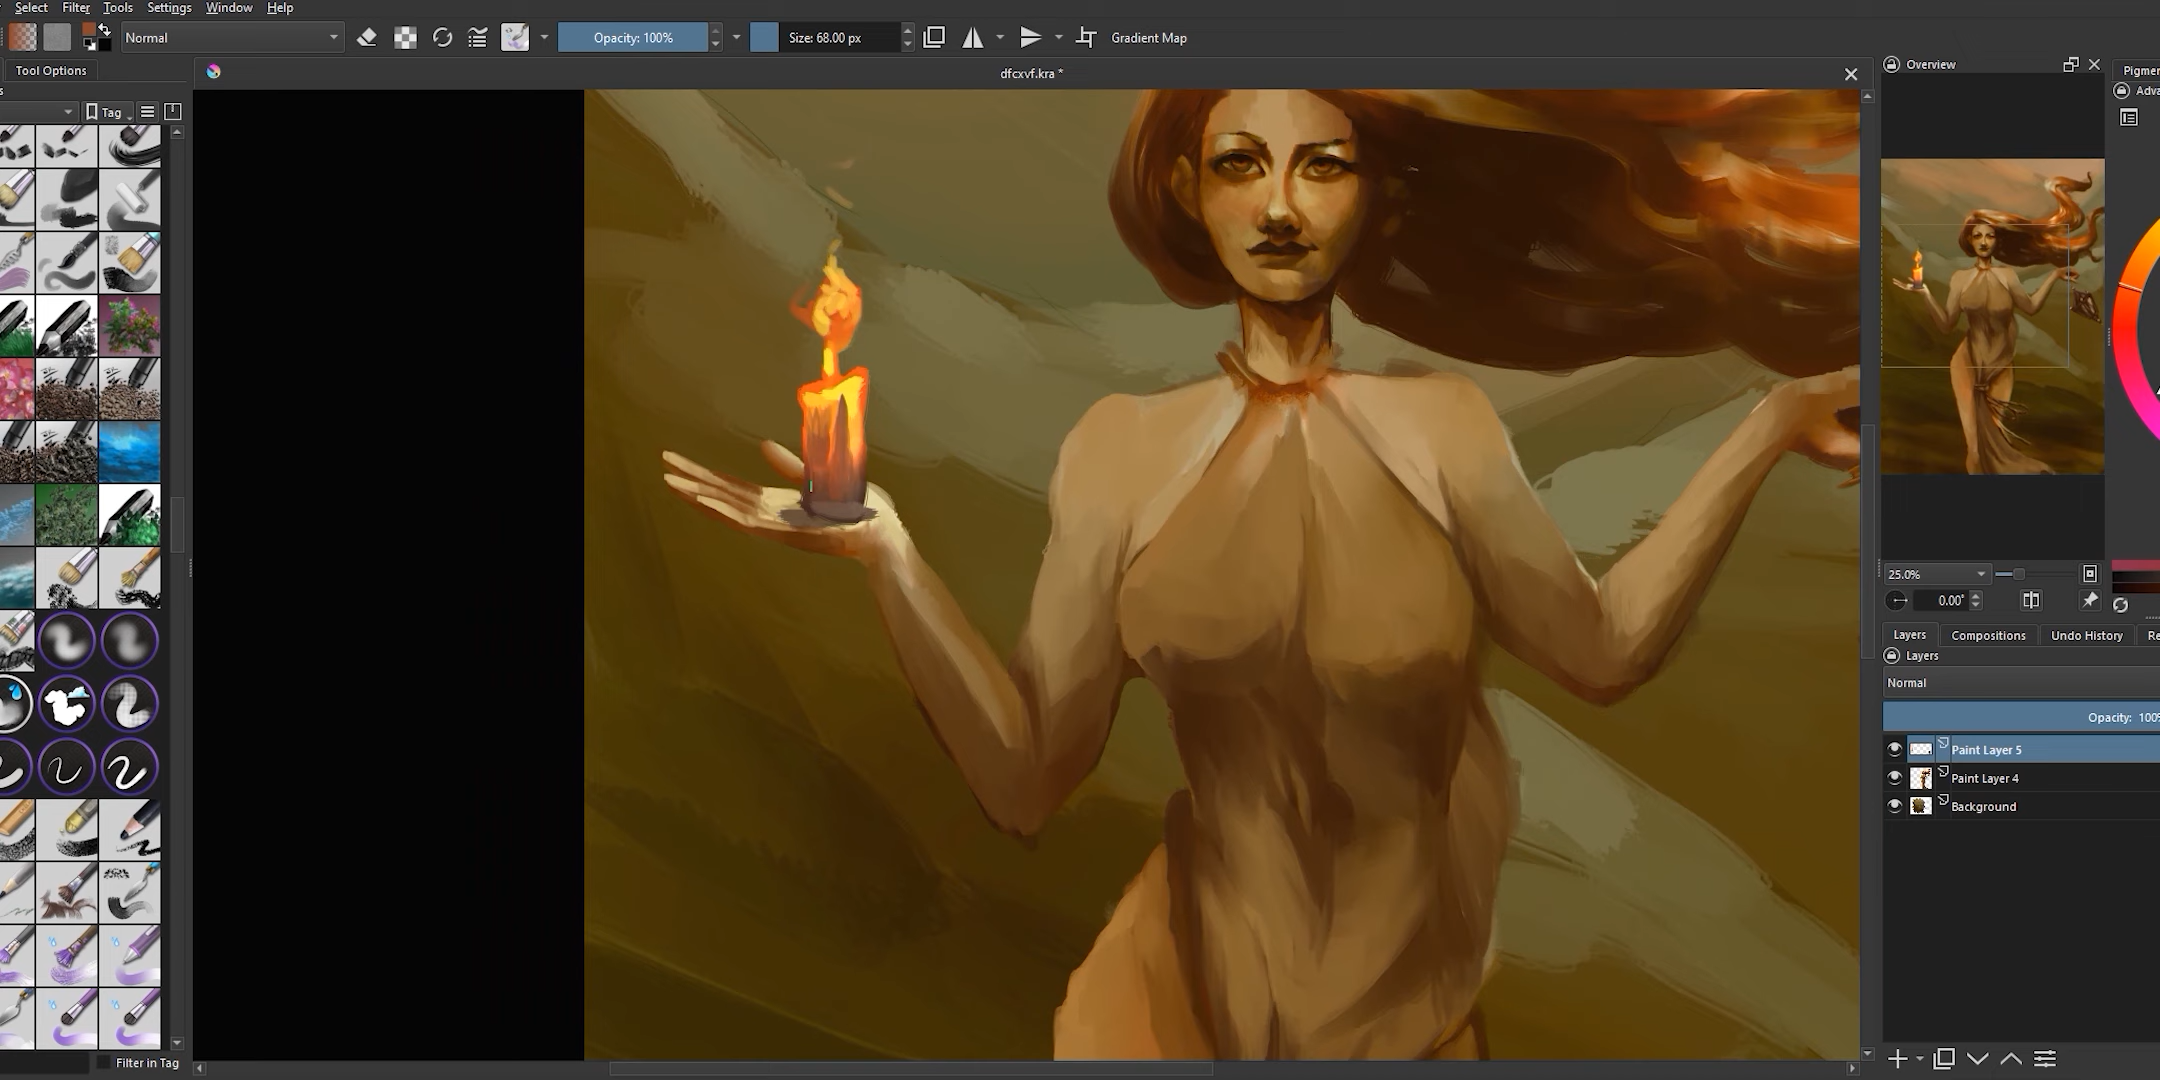 Select Filter Tools Settings Window Help
Normal Opacity: 100% Size: 68.00 px Gradient Map
Tool Options
dfcxvf.kra *
Overview
Tag
25.0%
0.00°
Layers Compositions Undo History
Layers
Normal
Opacity: 100%
Paint Layer 5
Paint Layer 4
Background
Filter in Tag